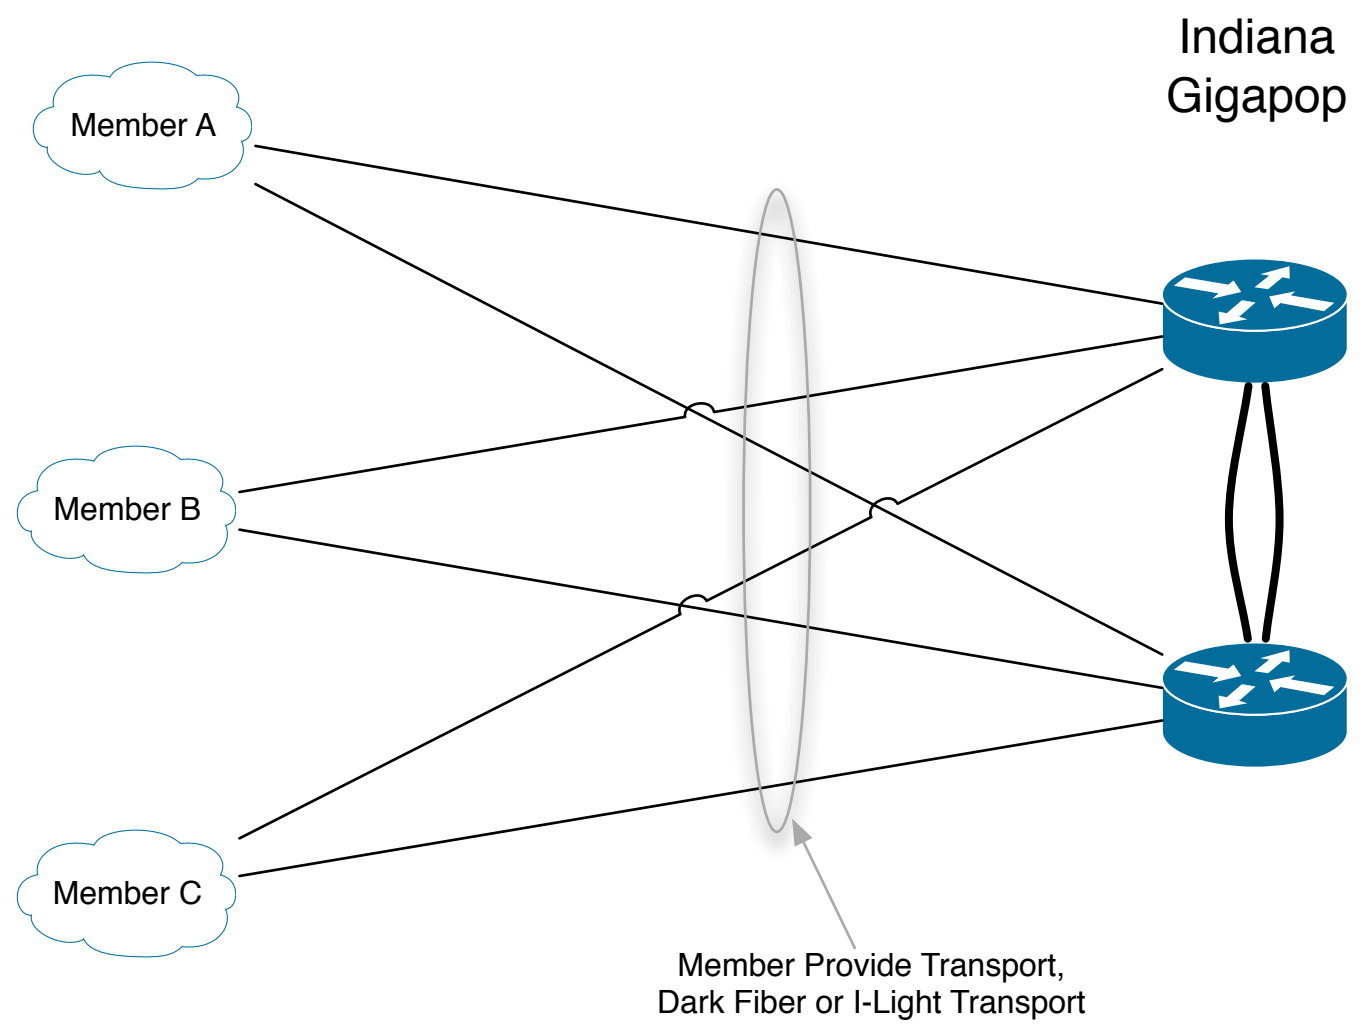 Indiana
Gigapop
Member A
Member B
Member C
Member Provide Transport,
Dark Fiber or I-Light Transport